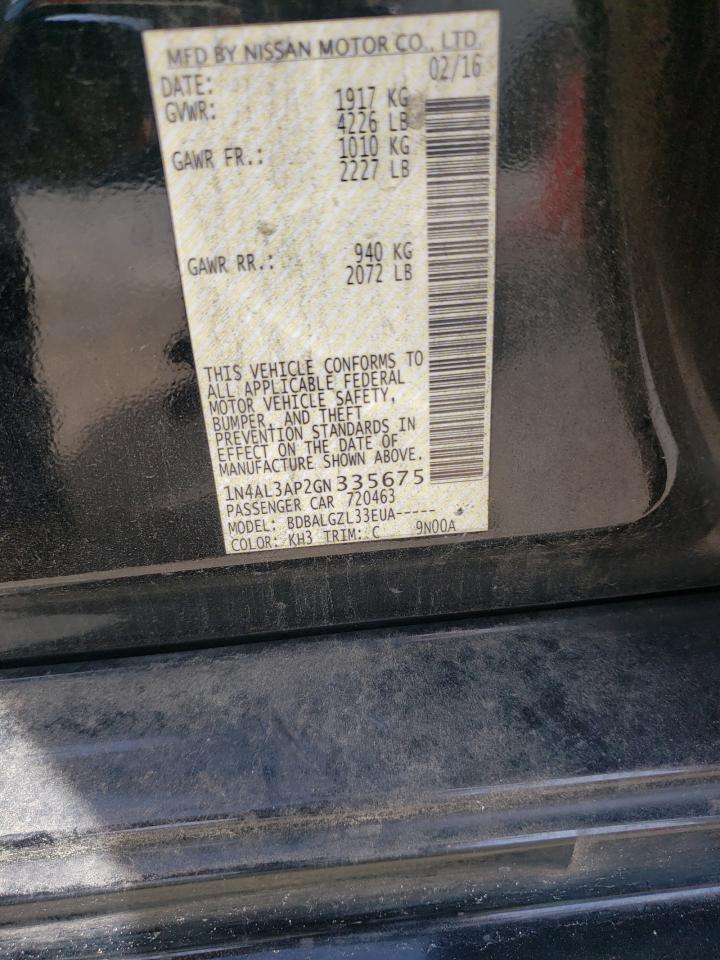 MFD BY NISSAN MOTOR CO., LTD.
DATE: 02/16
GVWR: 1917 KG
4226 LB
GAWR FR.: 1010 KG
2227 LB
GAWR RR.: 940 KG
2072 LB
THIS VEHICLE CONFORMS TO
ALL APPLICABLE FEDERAL
MOTOR VEHICLE SAFETY,
BUMPER, AND THEFT
PREVENTION STANDARDS IN
EFFECT ON THE DATE OF
MANUFACTURE SHOWN ABOVE.
1N4AL3AP2GN 335675
PASSENGER CAR 720463
MODEL: BDBALGZL33EUA-----
COLOR: KH3 TRIM: C 9N00A